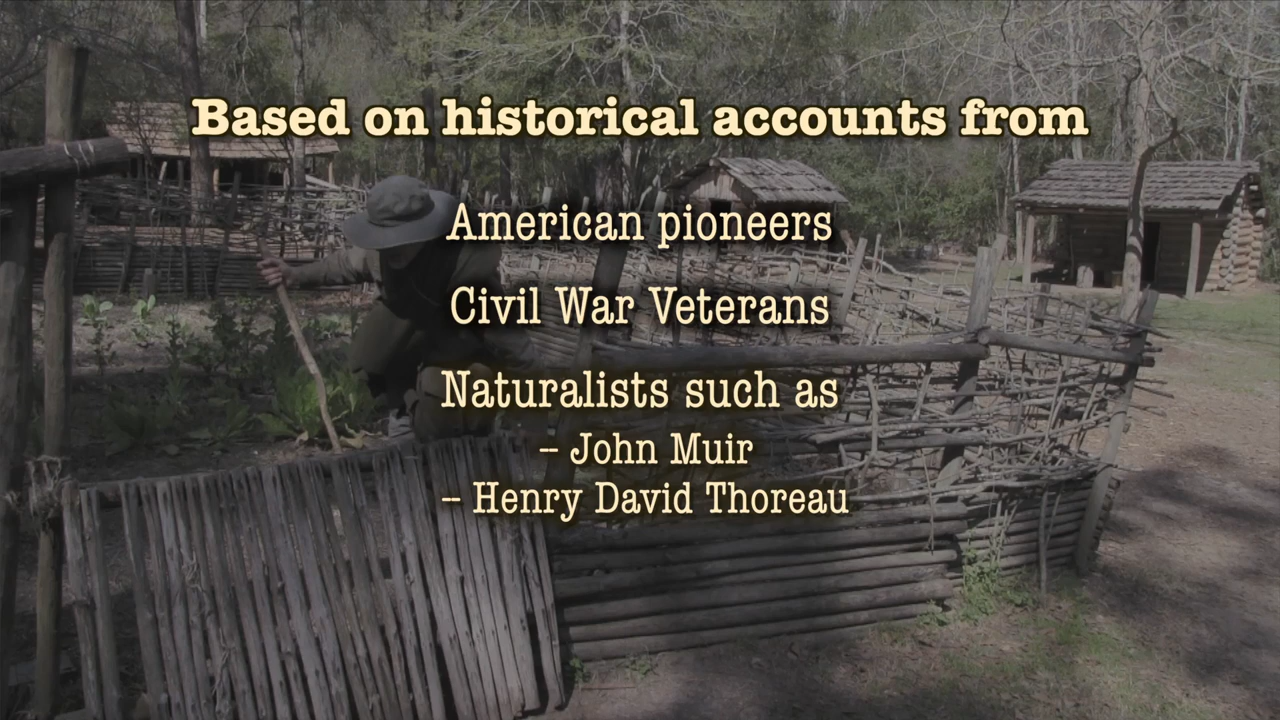 Based on historical accounts from
American pioneers
Civil War Veterans
Naturalists such as
-- John Muir
-- Henry David Thoreau